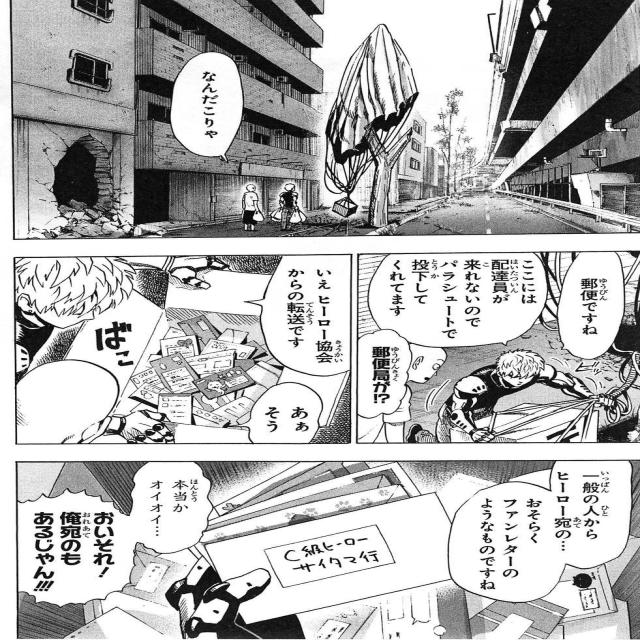 なんだこりゃ
郵便ですね
ここには
配達員が
来れないので
パラシュートで
投下して
くれてます
郵便局が!?
いえ ヒーロー協会
からの転送です
あぁ
そう
ばこ
一般の人から
ヒーロー宛の…
おそらく
ファンレターの
ようなものですね
C級ヒーロー
サイタマ行
本当か
オイオイ…
おいそれ!
俺宛のも
あるじゃん!!!